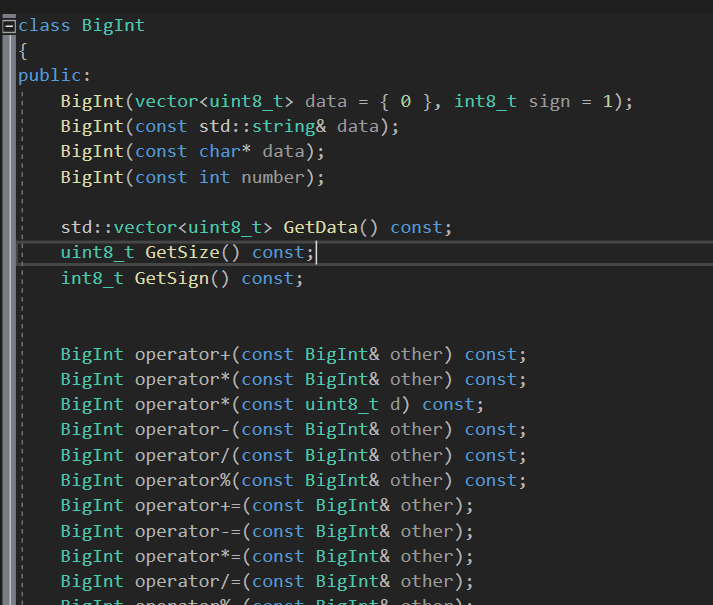 class BigInt
{
public:
    BigInt(vector<uint8_t> data = { 0 }, int8_t sign = 1);
    BigInt(const std::string& data);
    BigInt(const char* data);
    BigInt(const int number);
    std::vector<uint8_t> GetData() const;
    uint8_t GetSize() const;
    int8_t GetSign() const;
    BigInt operator+(const BigInt& other) const;
    BigInt operator*(const BigInt& other) const;
    BigInt operator*(const uint8_t d) const;
    BigInt operator-(const BigInt& other) const;
    BigInt operator/(const BigInt& other) const;
    BigInt operator%(const BigInt& other) const;
    BigInt operator+=(const BigInt& other);
    BigInt operator-=(const BigInt& other);
    BigInt operator*=(const BigInt& other);
    BigInt operator/=(const BigInt& other);